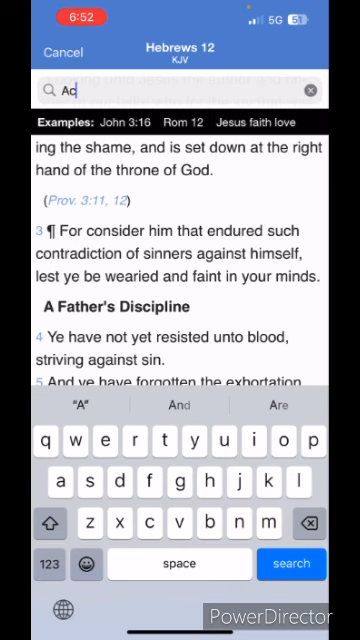 6:52
5G 51
Cancel
Hebrews 12
KJV
Ac
Examples: John 3:16 Rom 12 Jesus faith love
ing the shame, and is set down at the right
hand of the throne of God.
(Prov. 3:11, 12)
3 ¶ For consider him that endured such
contradiction of sinners against himself,
lest ye be wearied and faint in your minds.
A Father's Discipline
4 Ye have not yet resisted unto blood,
striving against sin.
5 And ye have forgotten the exhortation
“A” And Are
q w e r t y u i o p
a s d f g h j k l
z x c v b n m
123 space search
PowerDirector